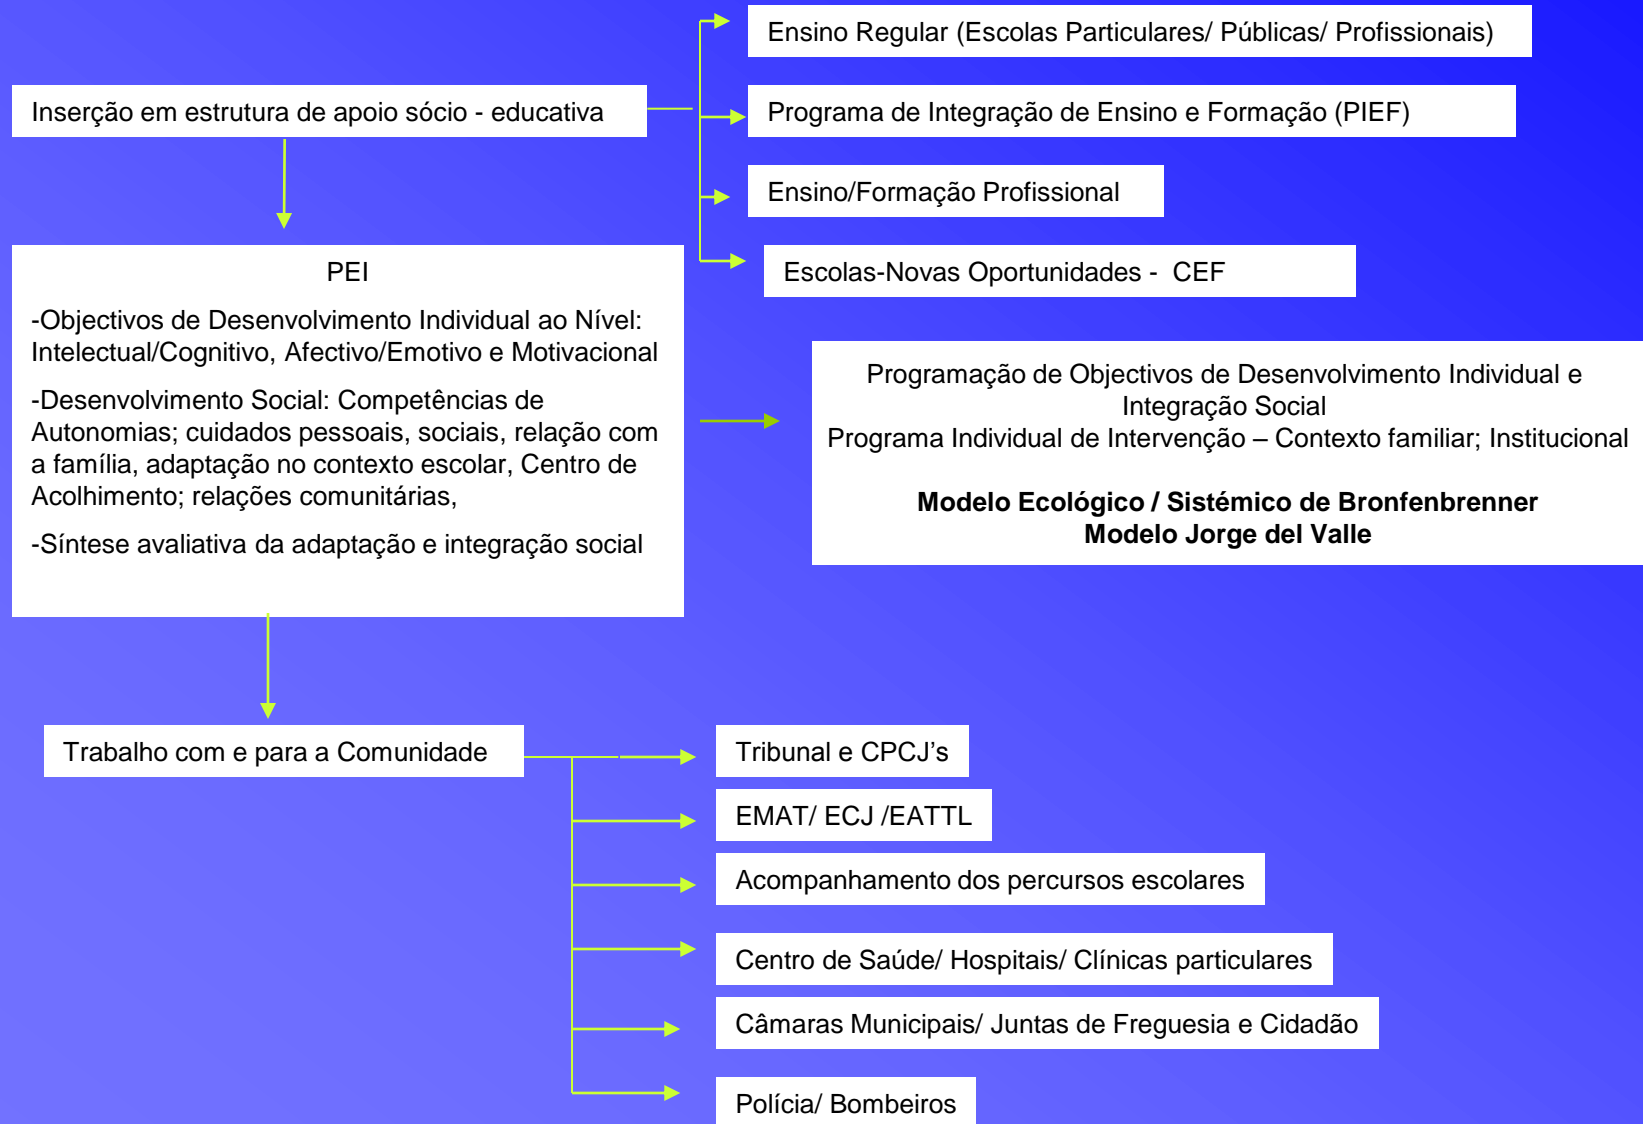 Ensino Regular (Escolas Particulares/ Públicas/ Profissionais)
Inserção em estrutura de apoio sócio - educativa
Programa de Integração de Ensino e Formação (PIEF)
Ensino/Formação Profissional
Escolas-Novas Oportunidades - CEF
PEI
-Objectivos de Desenvolvimento Individual ao Nível:
Intelectual/Cognitivo, Afectivo/Emotivo e Motivacional
-Desenvolvimento Social: Competências de
Autonomias; cuidados pessoais, sociais, relação com
a família, adaptação no contexto escolar, Centro de
Acolhimento; relações comunitárias,
-Síntese avaliativa da adaptação e integração social
Programação de Objectivos de Desenvolvimento Individual e
Integração Social
Programa Individual de Intervenção – Contexto familiar; Institucional
Modelo Ecológico / Sistémico de Bronfenbrenner
Modelo Jorge del Valle
Trabalho com e para a Comunidade
Tribunal e CPCJ’s
EMAT/ ECJ /EATTL
Acompanhamento dos percursos escolares
Centro de Saúde/ Hospitais/ Clínicas particulares
Câmaras Municipais/ Juntas de Freguesia e Cidadão
Polícia/ Bombeiros